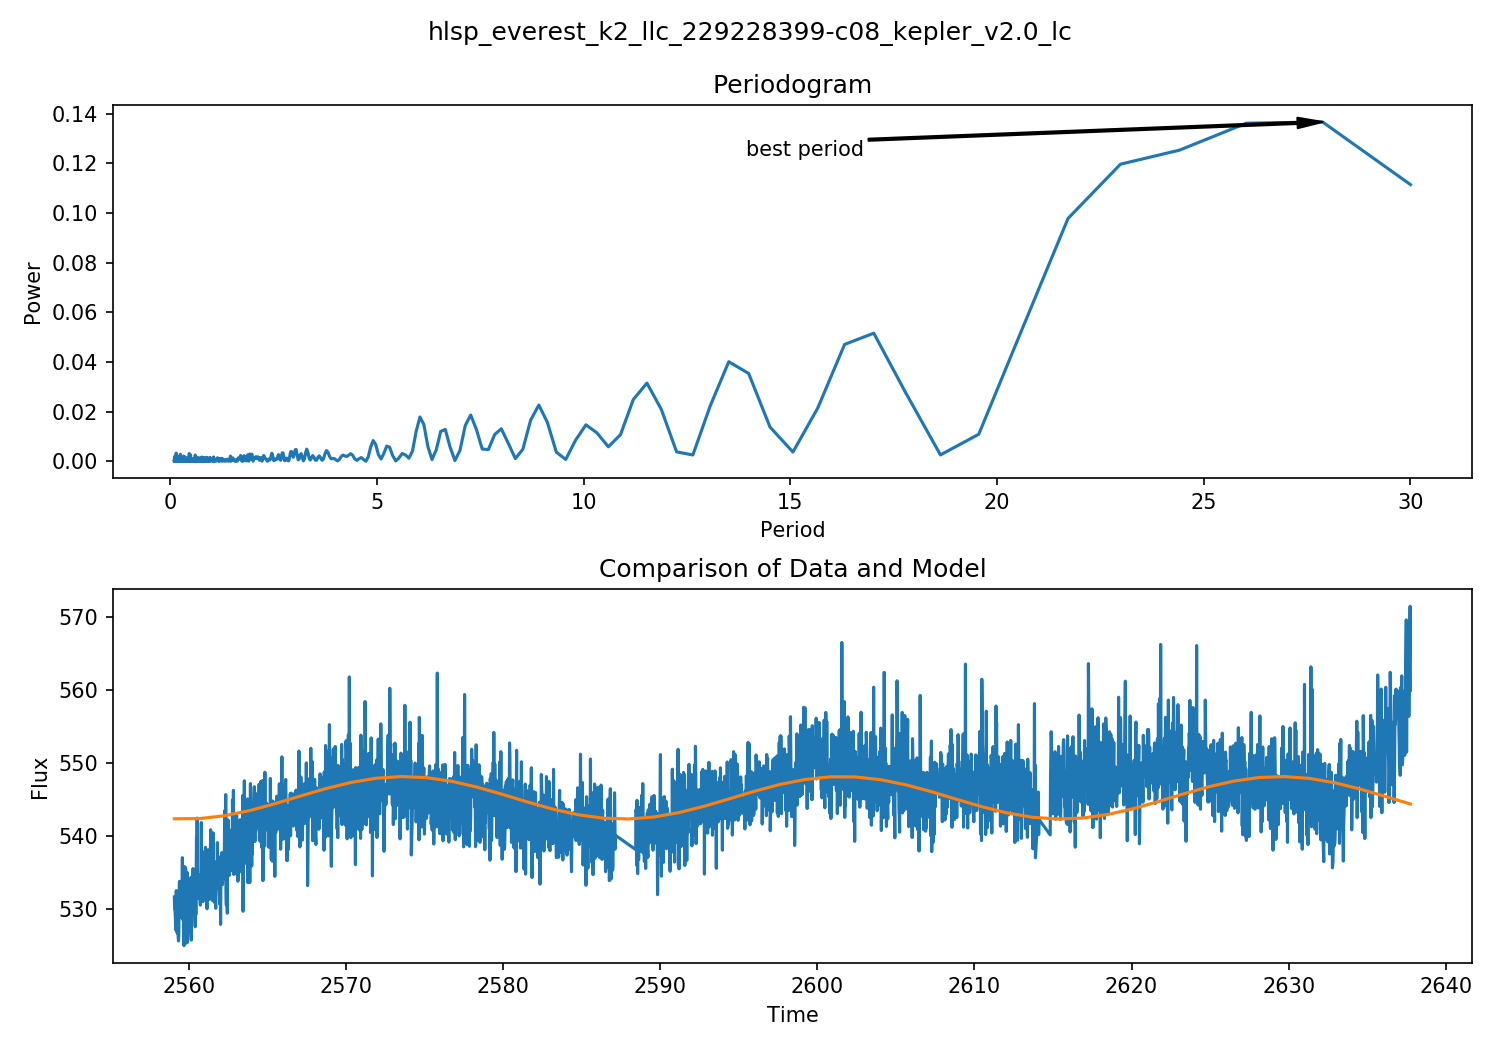 hlsp_everest_k2_llc_229228399-c08_kepler_v2.0_lc
Periodogram
0.14
0.12
0.10
0.08
0.06
0.04
0.02
0.00
Power
best period
0 5 10 15 20 25 30
Period
Comparison of Data and Model
570
560
550
540
530
Flux
2560 2570 2580 2590 2600 2610 2620 2630 2640
Time